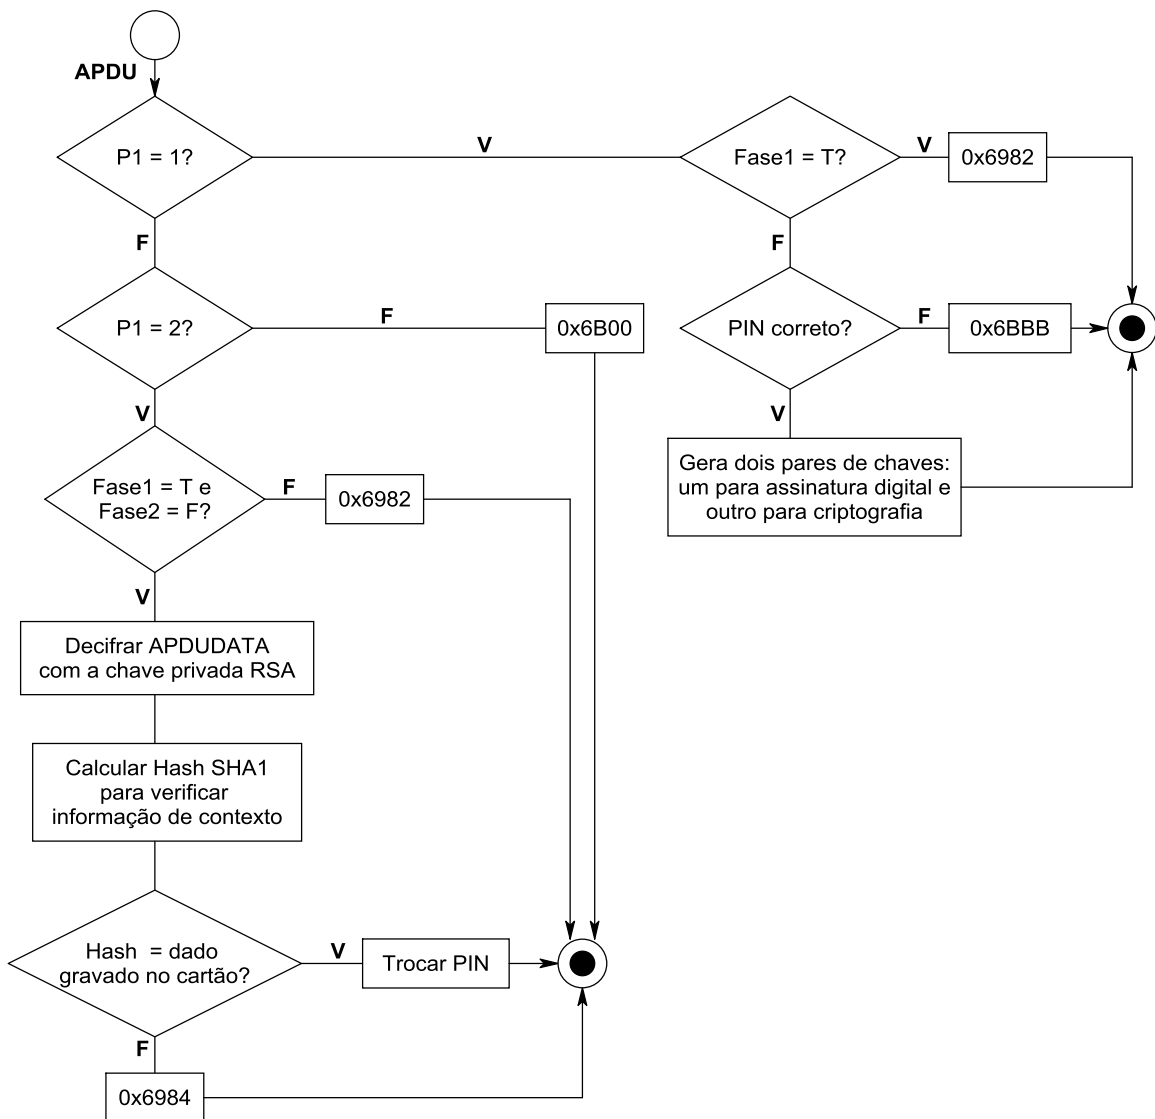 APDU
P1 = 1?
V
Fase1 = T?
V
0x6982
F
F
P1 = 2?
F
0x6B00
PIN correto?
F
0x6BBB
V
V
Fase1 = T e
Fase2 = F?
F
0x6982
Gera dois pares de chaves:
um para assinatura digital e
outro para criptografia
V
Decifrar APDUDATA
com a chave privada RSA
Calcular Hash SHA1
para verificar
informação de contexto
Hash = dado
gravado no cartão?
V
Trocar PIN
F
0x6984